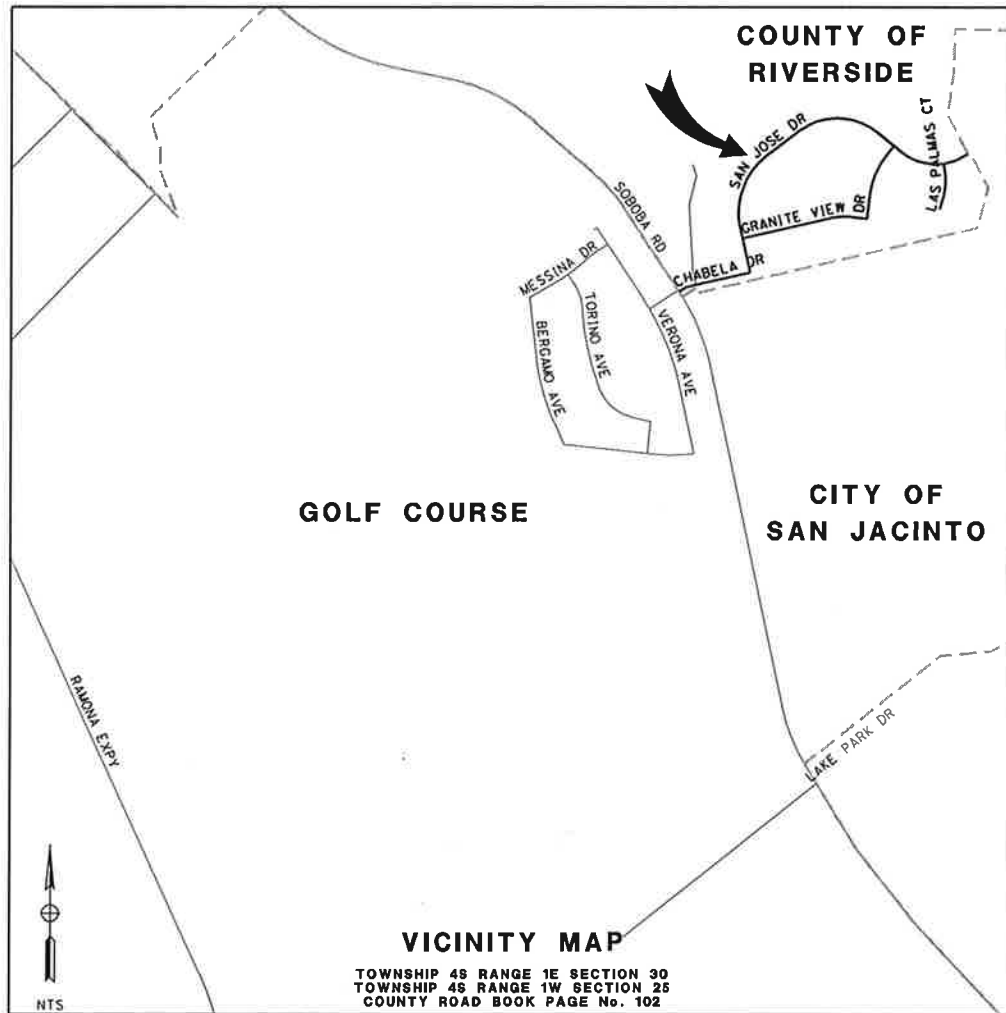 COUNTY OF
RIVERSIDE
SAN JOSE DR
LAS PALMAS CT
GRANITE VIEW DR
SOBOBA RD
CHABELA DR
MESSINA DR
TORINO AVE
BERGAMO AVE
VERONA AVE
GOLF COURSE
CITY OF
SAN JACINTO
RAMONA EXPY
LAKE PARK DR
NTS
VICINITY MAP
TOWNSHIP 4S RANGE 1E SECTION 30
TOWNSHIP 4S RANGE 1W SECTION 25
COUNTY ROAD BOOK PAGE No. 102